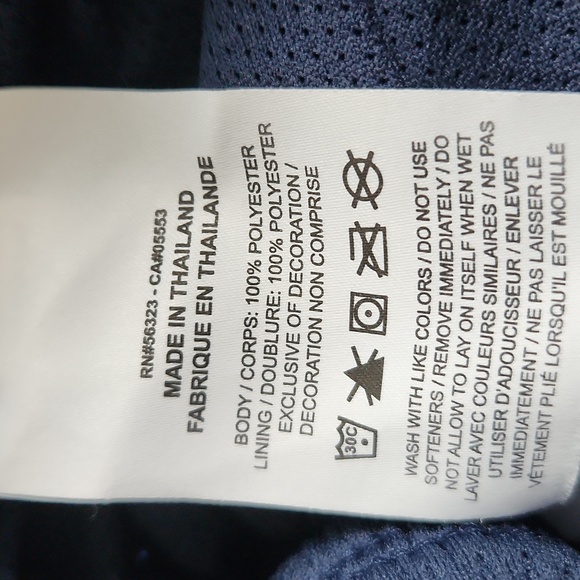 RN#56323 - CA#05553
MADE IN THAILAND
FABRIQUE EN THAILANDE
BODY / CORPS: 100% POLYESTER
LINING / DOUBLURE: 100% POLYESTER
EXCLUSIVE OF DECORATION /
DECORATION NON COMPRISE
30C
WASH WITH LIKE COLORS / DO NOT USE
SOFTENERS / REMOVE IMMEDIATELY / DO
NOT ALLOW TO LAY ON ITSELF WHEN WET
LAVER AVEC COULEURS SIMILAIRES / NE PAS
UTILISER D'ADOUCISSEUR / ENLEVER
IMMEDIATEMENT / NE PAS LAISSER LE
VÊTEMENT PLIÉ LORSQU'IL EST MOUILLÉ